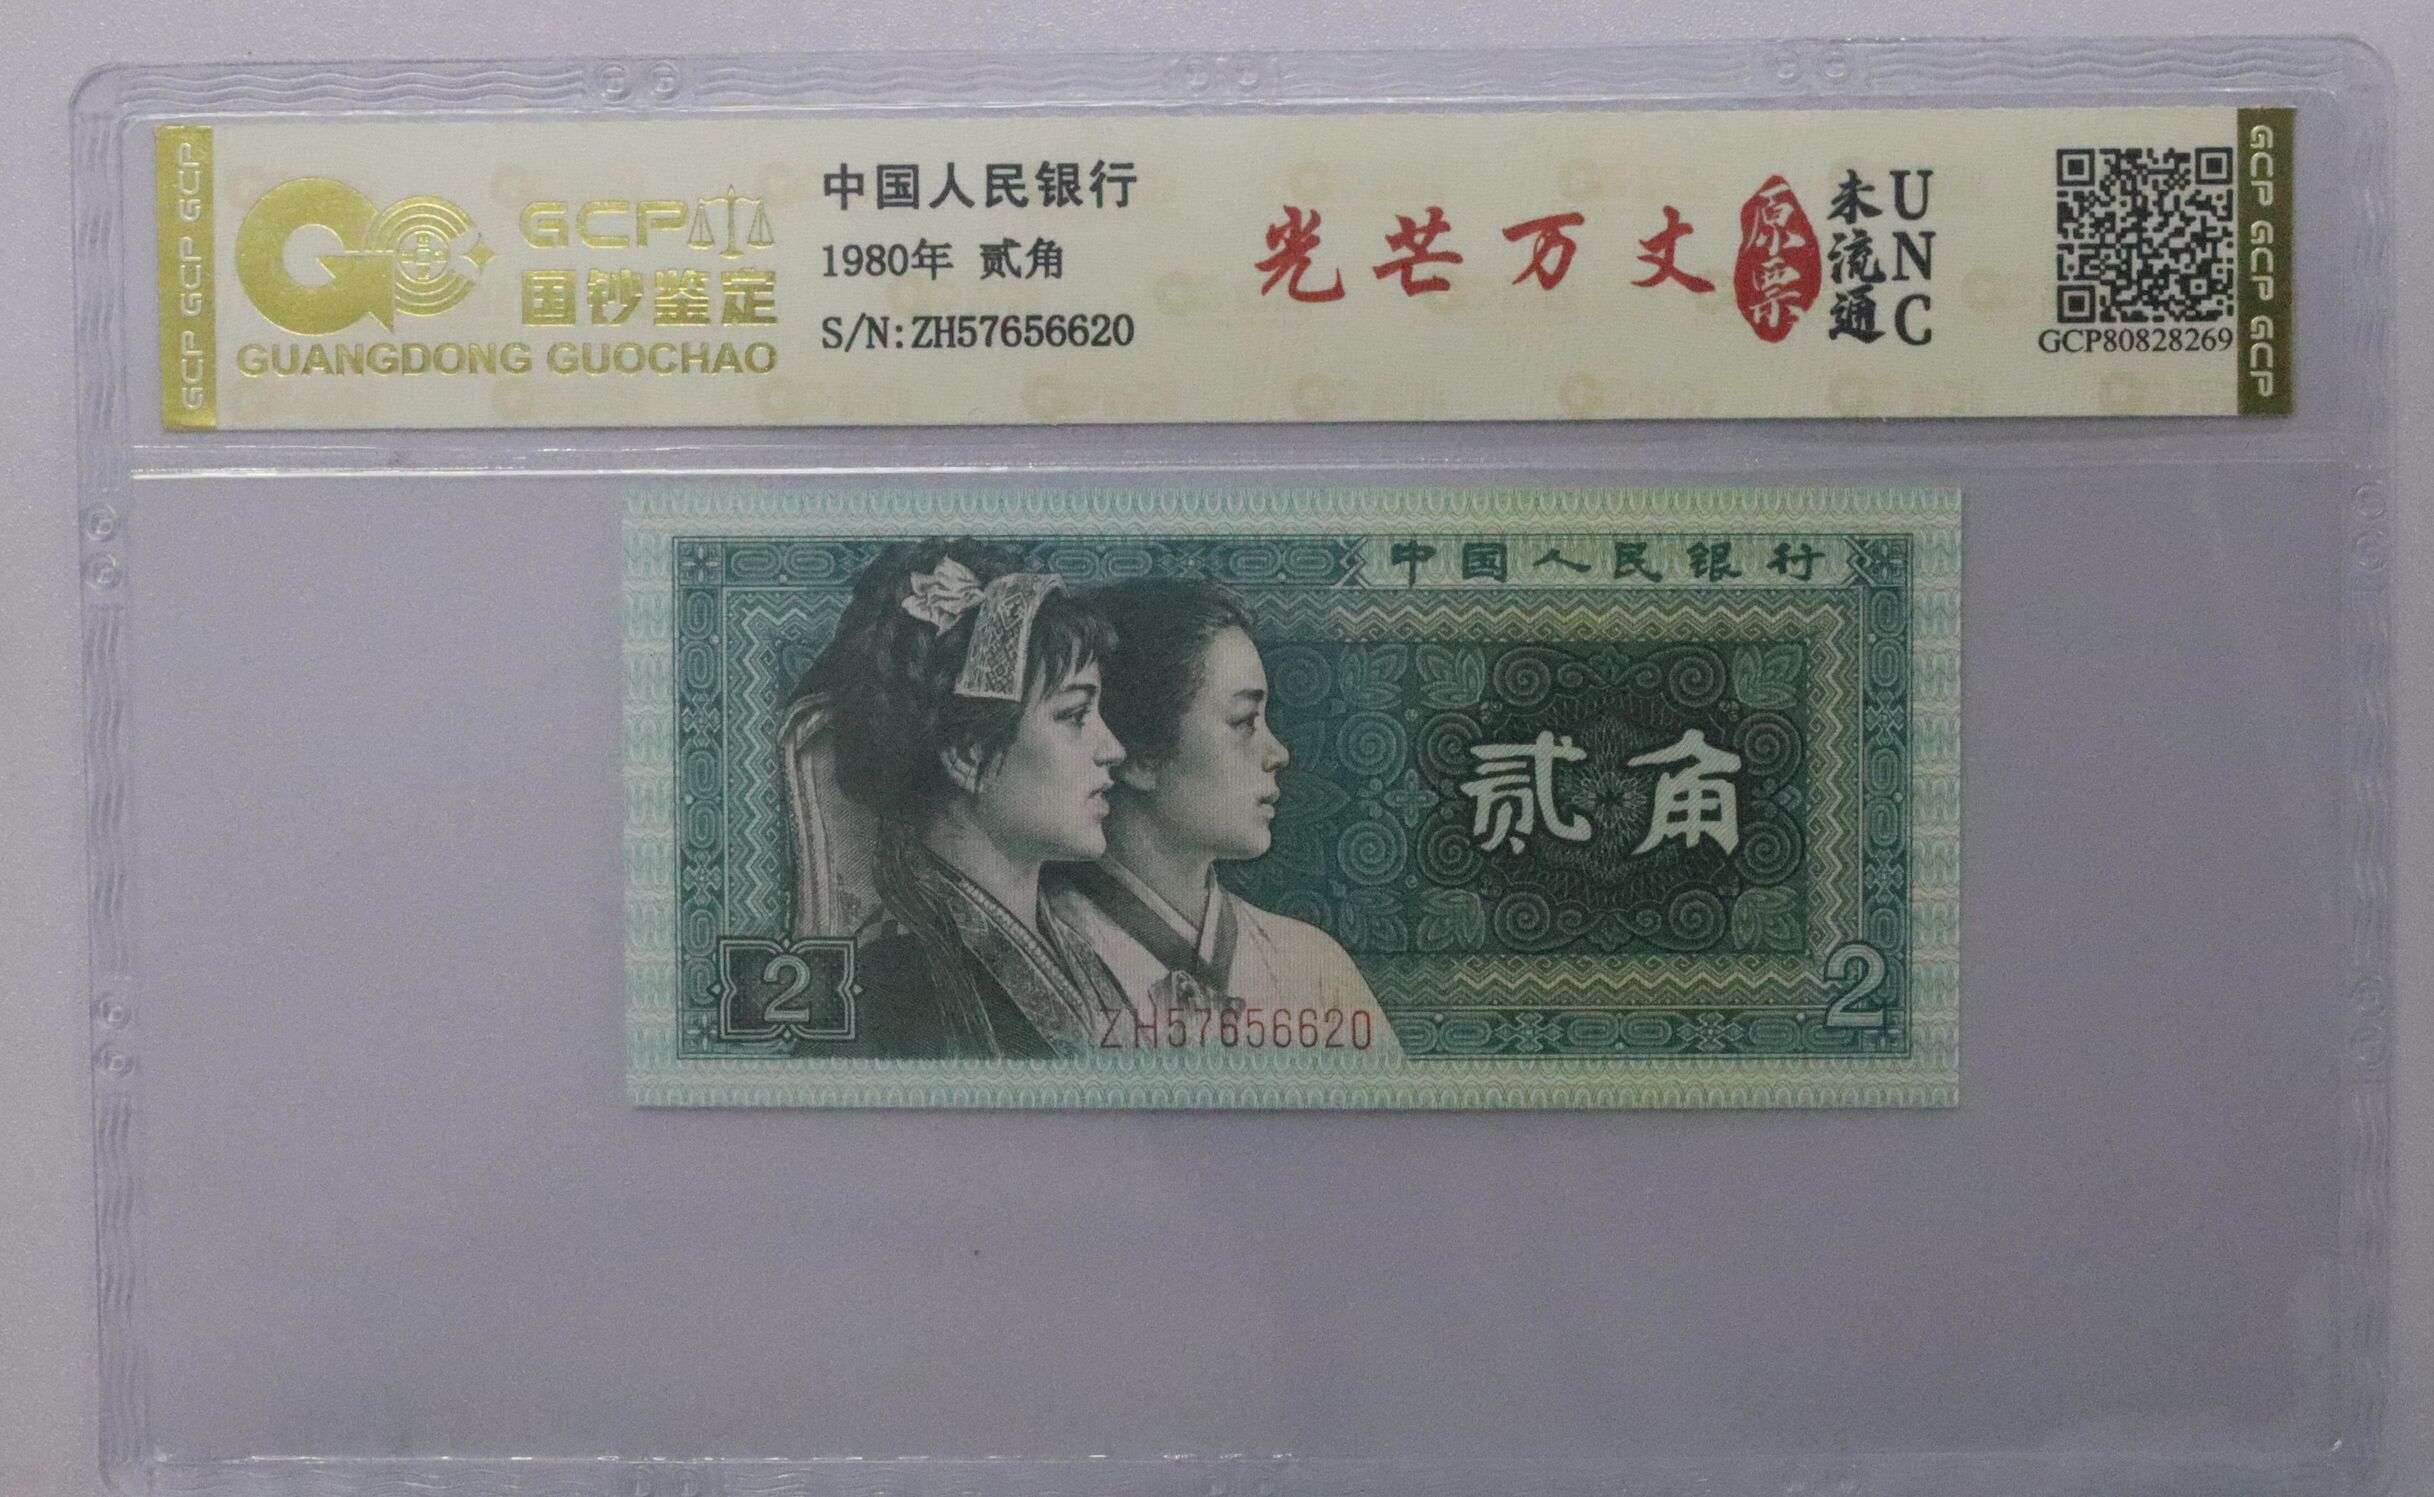 GCP GCP GCP
GCP
国钞鉴定
GUANGDONG GUOCHAO
中国人民银行
1980年 贰角
S/N:ZH57656620
光芒万丈
原票
未流通
UNC
GCP80828269
GCP GCP GCP
中国人民银行
贰角
2
2
ZH57656620